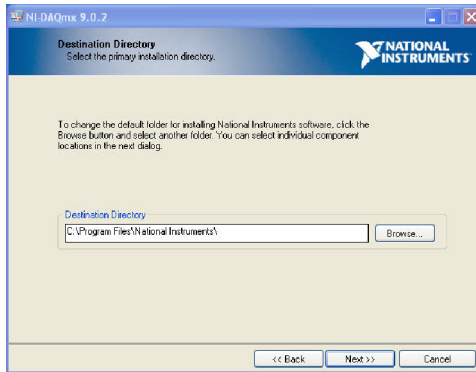 NI-DAQmx 9.0.2
Destination Directory
Select the primary installation directory.
NATIONAL
INSTRUMENTS
To change the default folder for installing National Instruments software, click the
Browse button and select another folder. You can select individual component
locations in the next dialog.
Destination Directory
C:\Program Files\National Instruments\
Browse...
<< Back
Next >>
Cancel